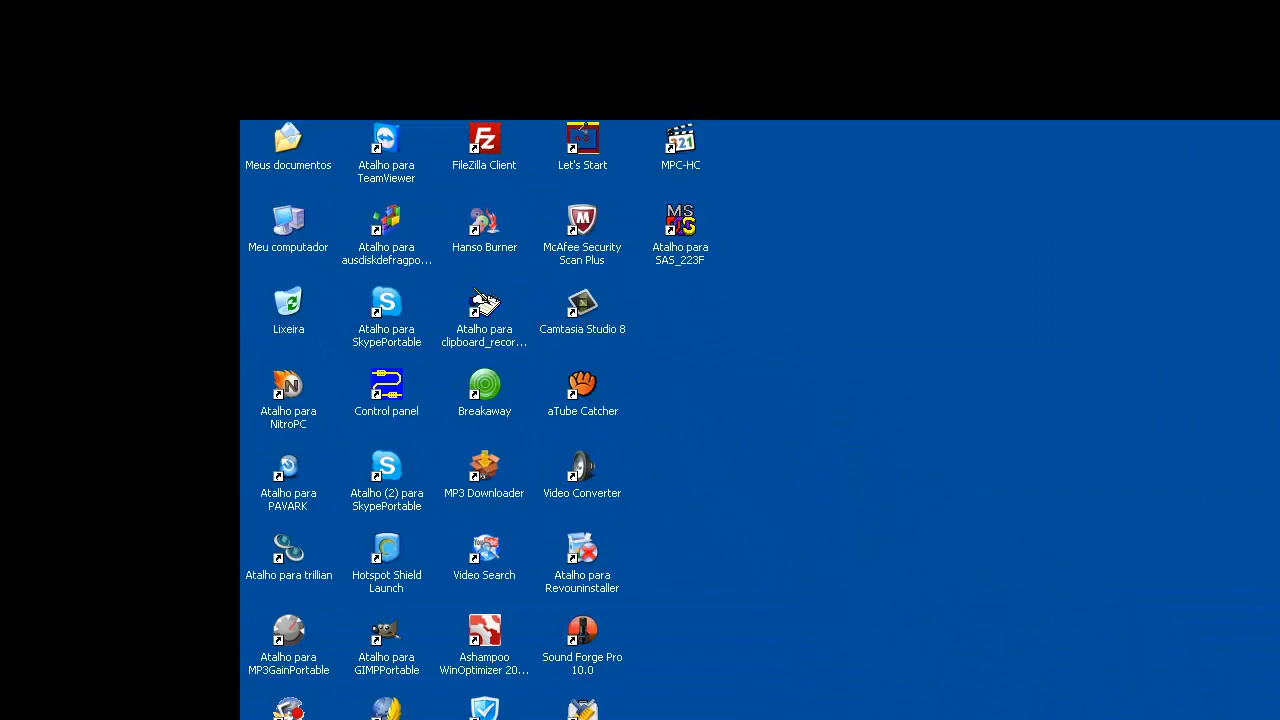 Meus documentos
Atalho para
TeamViewer
FileZilla Client
Let's Start
MPC-HC
Meu computador
Atalho para
ausdiskdefragpo...
Hanso Burner
McAfee Security
Scan Plus
Atalho para
SAS_223F
Lixeira
Atalho para
SkypePortable
Atalho para
clipboard_recor...
Camtasia Studio 8
Atalho para
NitroPC
Control panel
Breakaway
aTube Catcher
Atalho para
PAVARK
Atalho (2) para
SkypePortable
MP3 Downloader
Video Converter
Atalho para trillian
Hotspot Shield
Launch
Video Search
Atalho para
Revouninstaller
Atalho para
MP3GainPortable
Atalho para
GIMPPortable
Ashampoo
WinOptimizer 20...
Sound Forge Pro
10.0